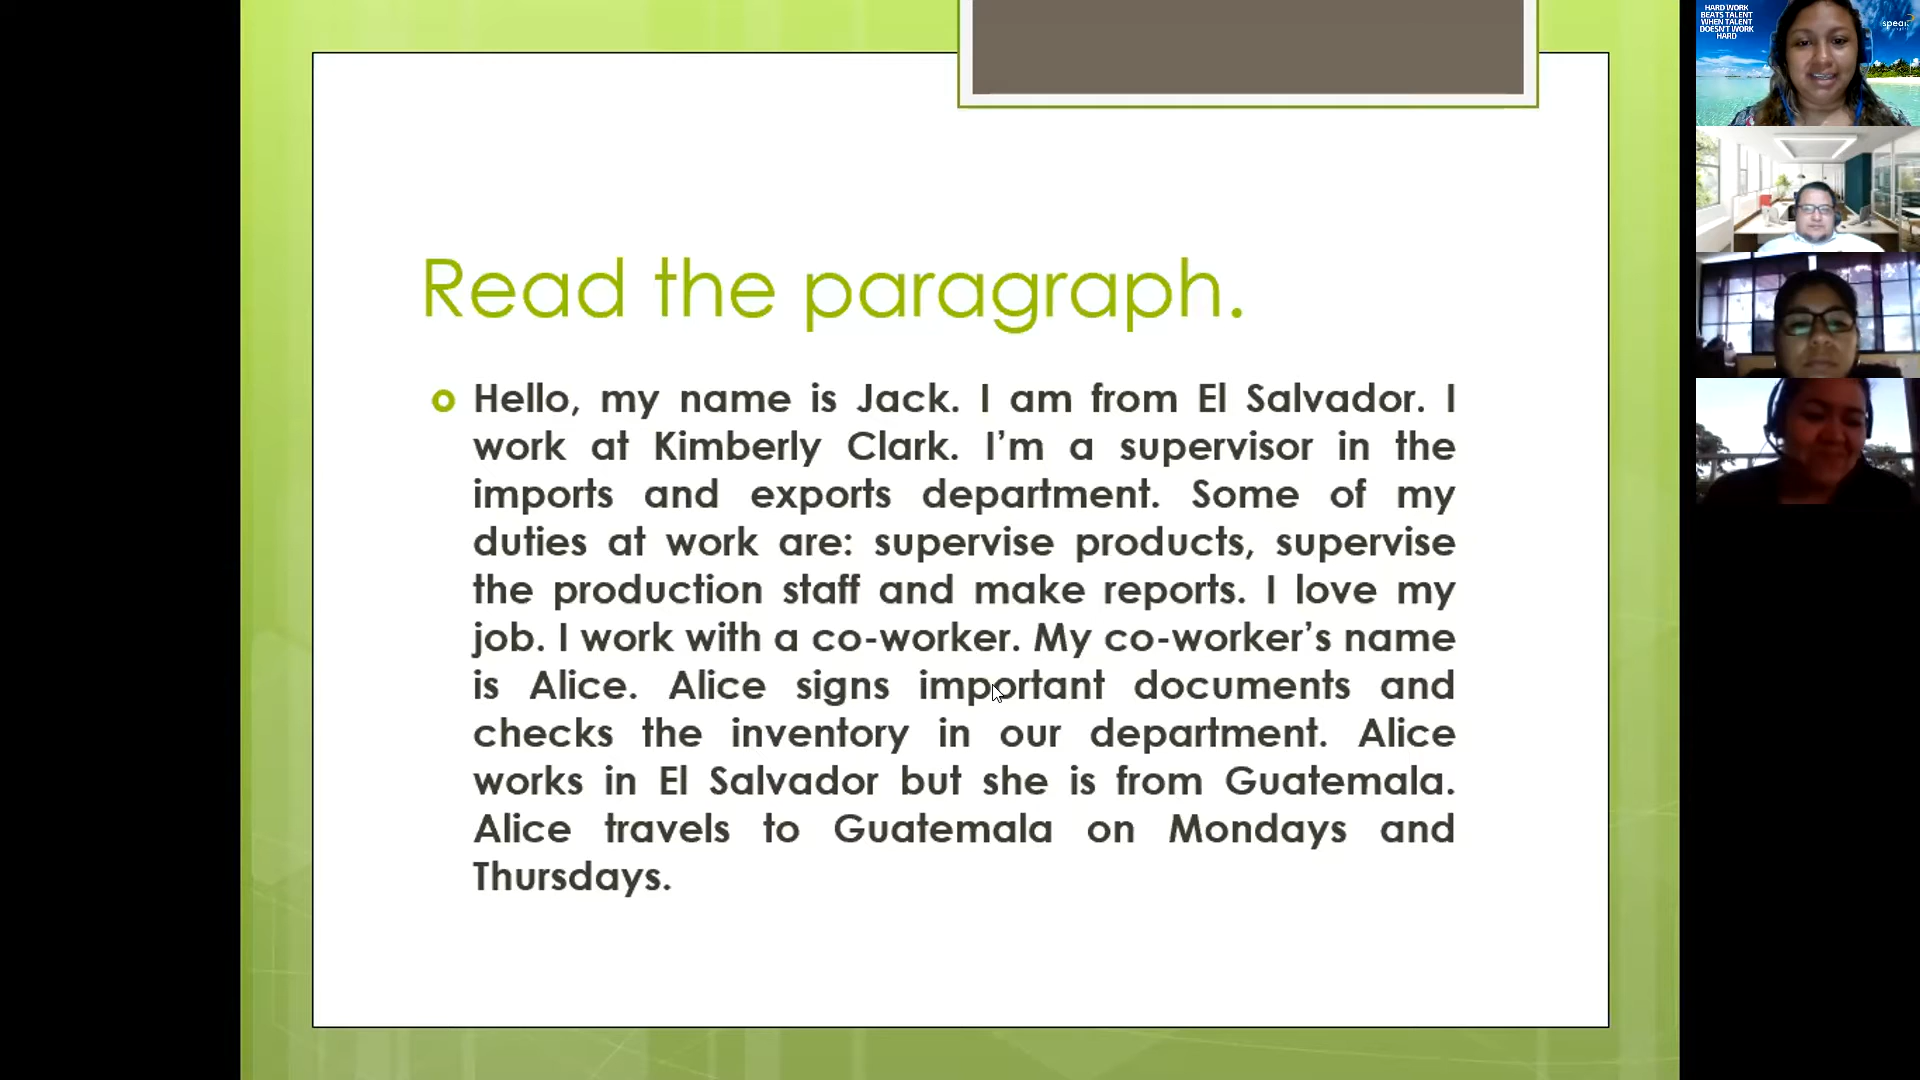 Read the paragraph.
Hello, my name is Jack. I am from El Salvador. I
work at Kimberly Clark. I’m a supervisor in the
imports and exports department. Some of my
duties at work are: supervise products, supervise
the production staff and make reports. I love my
job. I work with a co-worker. My co-worker’s name
is Alice. Alice signs important documents and
checks the inventory in our department. Alice
works in El Salvador but she is from Guatemala.
Alice travels to Guatemala on Mondays and
Thursdays.
HARD WORK
BEATS TALENT
WHEN TALENT
DOESN'T WORK
HARD